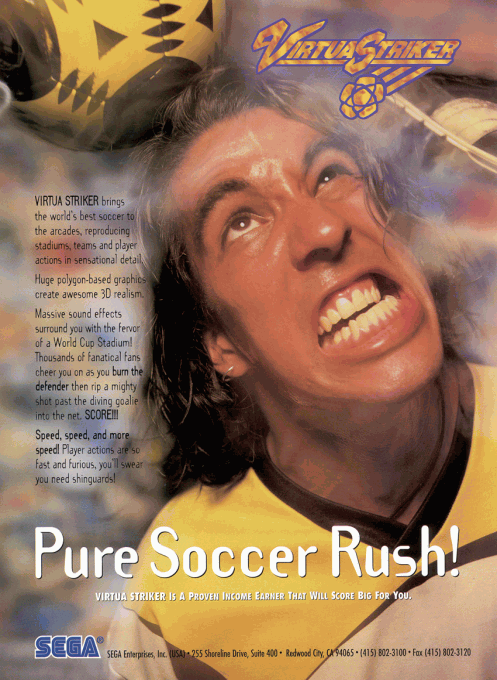 VIRTUA STRIKER
VIRTUA STRIKER brings
the world's best soccer to
the arcades, reproducing
stadiums, teams and player
actions in sensational detail.
Huge polygon-based graphics
create awesome 3D realism.
Massive sound effects
surround you with the fervor
of a World Cup Stadium!
Thousands of fanatical fans
cheer you on as you burn the
defender then rip a mighty
shot past the diving goalie
into the net. SCORE!!!
Speed, speed, and more
speed! Player actions are so
fast and furious, you'll swear
you need shinguards!
Pure Soccer Rush!
VIRTUA STRIKER IS A PROVEN INCOME EARNER THAT WILL SCORE BIG FOR YOU.
SEGA® SEGA Enterprises, Inc. (USA) • 255 Shoreline Drive, Suite 400 • Redwood City, CA 94065 • (415) 802-3100 • Fax (415) 802-3120